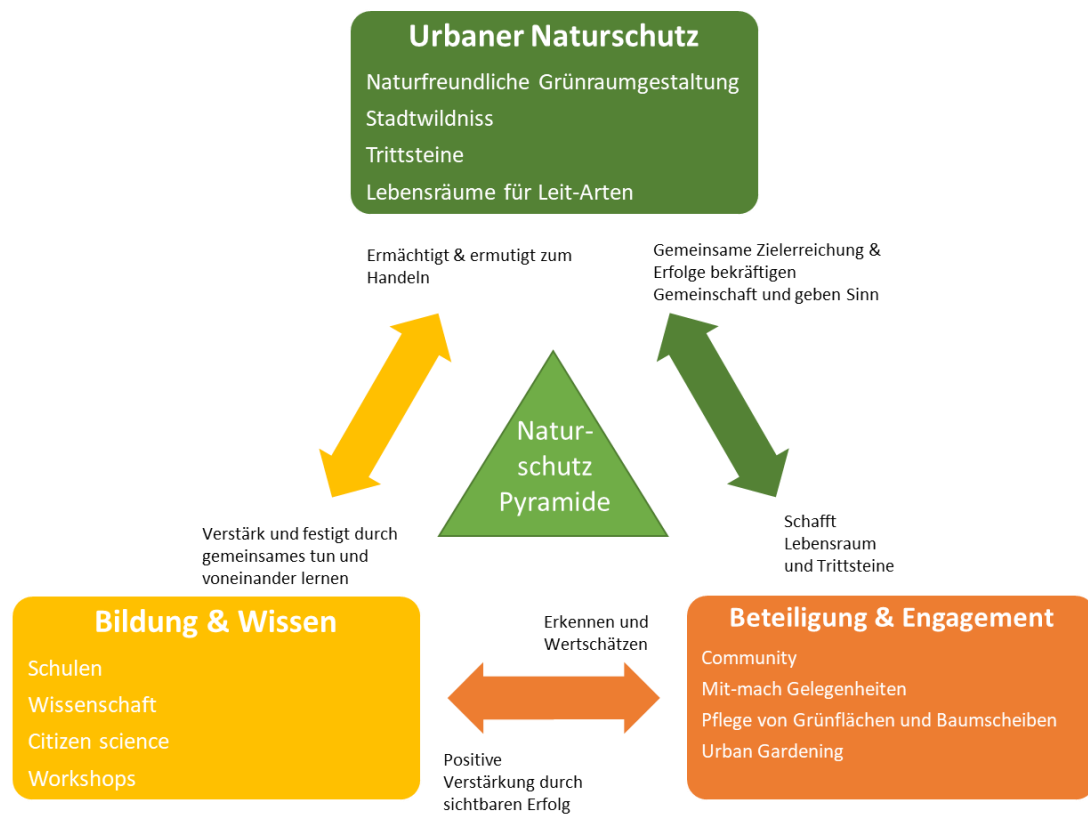 Urbaner Naturschutz
Naturfreundliche Grünraumgestaltung
Stadtwildniss
Trittsteine
Lebensräume für Leit-Arten
Ermächtigt & ermutigt zum
Handeln
Gemeinsame Zielerreichung &
Erfolge bekräftigen
Gemeinschaft und geben Sinn
Natur-
schutz
Pyramide
Verstärk und festigt durch
gemeinsames tun und
voneinander lernen
Schafft
Lebensraum
und Trittsteine
Bildung & Wissen
Schulen
Wissenschaft
Citizen science
Workshops
Erkennen und
Wertschätzen
Positive
Verstärkung durch
sichtbaren Erfolg
Beteiligung & Engagement
Community
Mit-mach Gelegenheiten
Pflege von Grünflächen und Baumscheiben
Urban Gardening